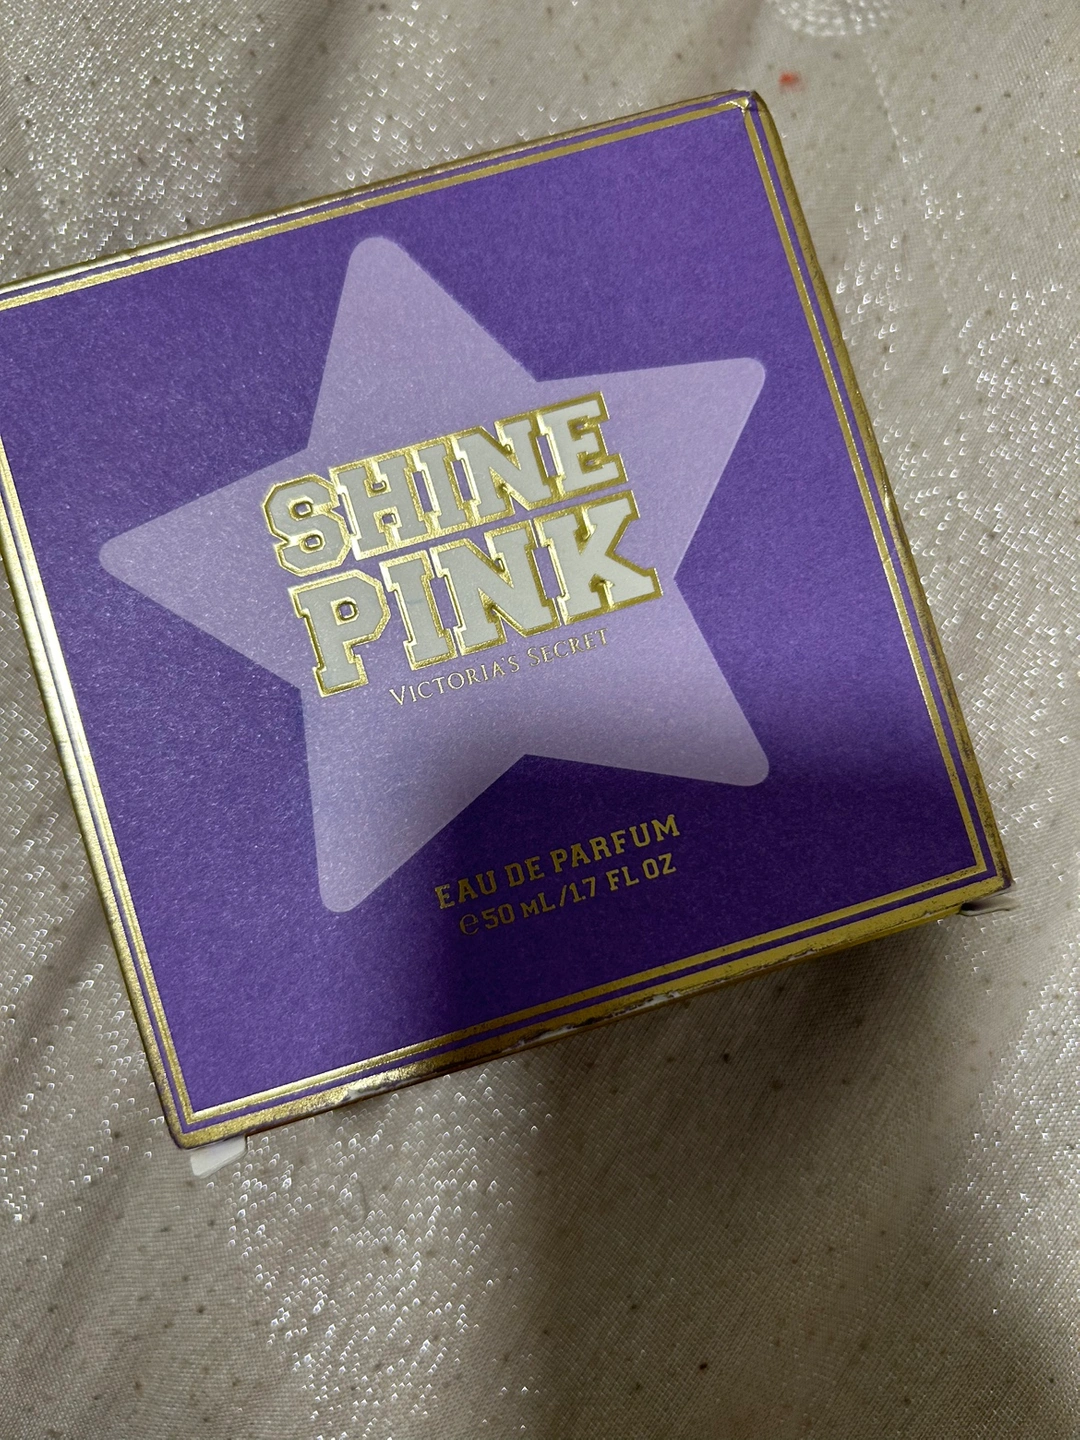 SHINE
PINK
VICTORIA'S SECRET
EAU DE PARFUM
℮ 50 mL/1.7 FL OZ